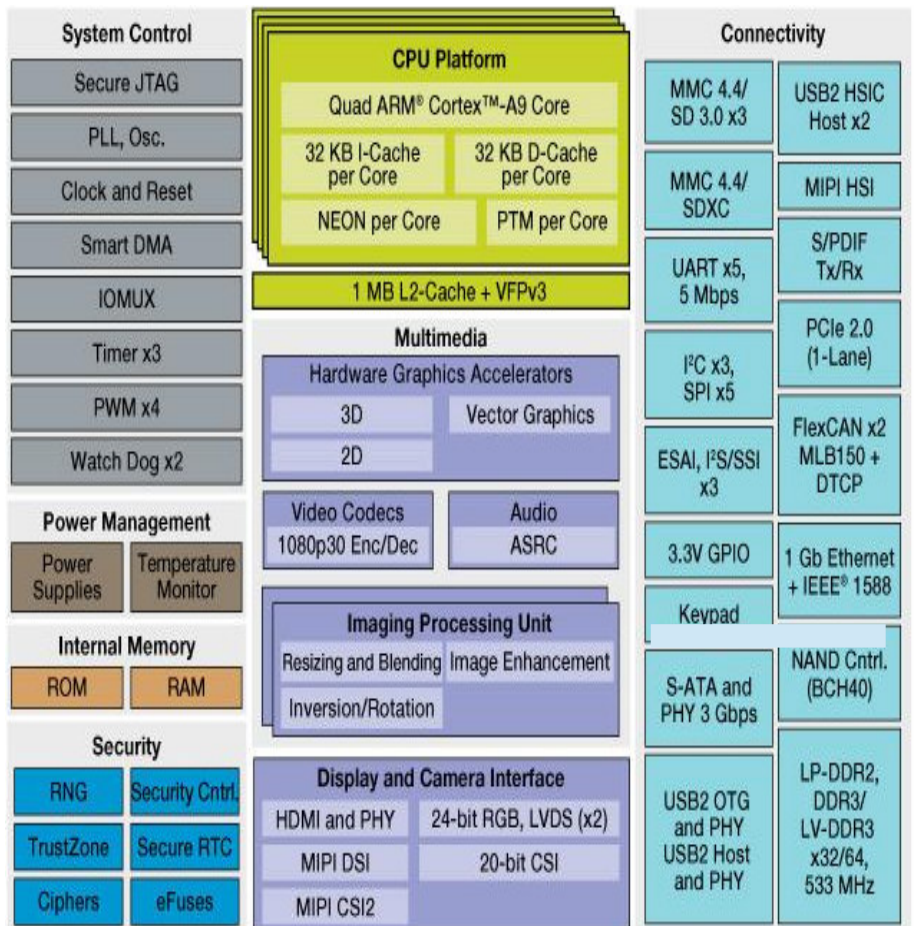 System Control
Secure JTAG
PLL, Osc.
Clock and Reset
Smart DMA
IOMUX
Timer x3
PWM x4
Watch Dog x2
Power Management
Power
Supplies
Temperature
Monitor
Internal Memory
ROM
RAM
Security
RNG
Security Cntrl.
TrustZone
Secure RTC
Ciphers
eFuses
CPU Platform
Quad ARM® Cortex™-A9 Core
32 KB I-Cache
per Core
32 KB D-Cache
per Core
NEON per Core
PTM per Core
1 MB L2-Cache + VFPv3
Multimedia
Hardware Graphics Accelerators
3D
Vector Graphics
2D
Video Codecs
1080p30 Enc/Dec
Audio
ASRC
Imaging Processing Unit
Resizing and Blending
Image Enhancement
Inversion/Rotation
Display and Camera Interface
HDMI and PHY
24-bit RGB, LVDS (x2)
MIPI DSI
20-bit CSI
MIPI CSI2
Connectivity
MMC 4.4/
SD 3.0 x3
MMC 4.4/
SDXC
UART x5,
5 Mbps
I²C x3,
SPI x5
ESAI, I²S/SSI
x3
3.3V GPIO
Keypad
S-ATA and
PHY 3 Gbps
USB2 OTG
and PHY
USB2 Host
and PHY
USB2 HSIC
Host x2
MIPI HSI
S/PDIF
Tx/Rx
PCIe 2.0
(1-Lane)
FlexCAN x2
MLB150 +
DTCP
1 Gb Ethernet
+ IEEE® 1588
NAND Cntrl.
(BCH40)
LP-DDR2,
DDR3/
LV-DDR3
x32/64,
533 MHz